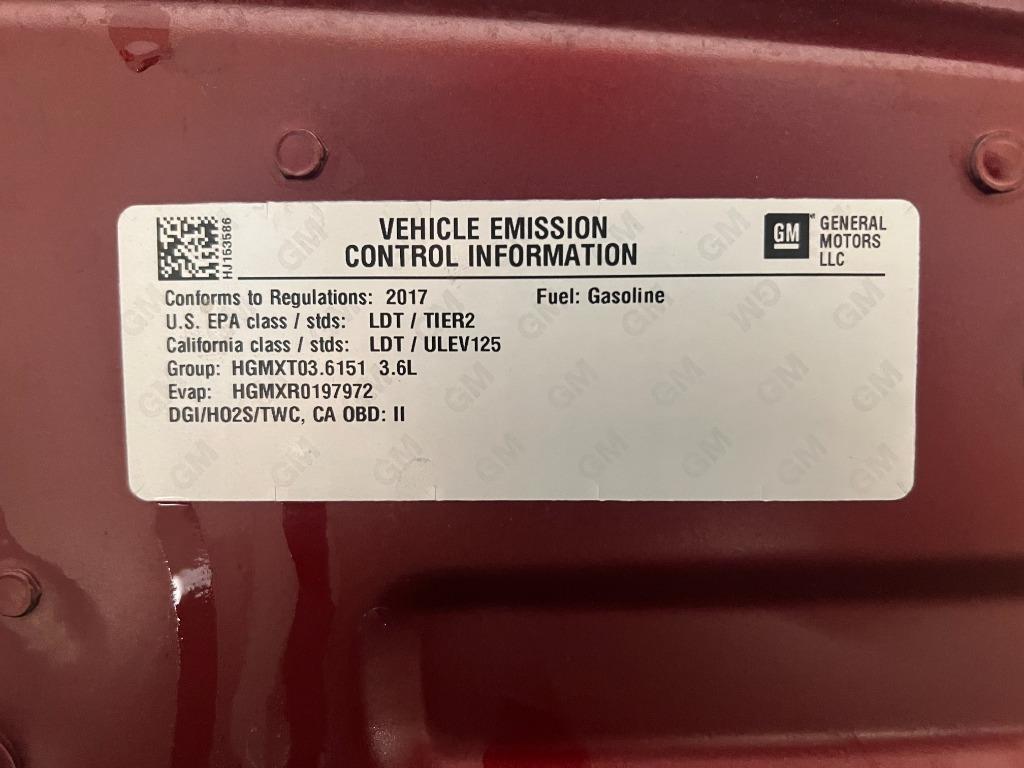 HJ163586
VEHICLE EMISSION
CONTROL INFORMATION
GM
GENERAL
MOTORS
LLC
Conforms to Regulations: 2017 Fuel: Gasoline
U.S. EPA class / stds: LDT / TIER2
California class / stds: LDT / ULEV125
Group: HGMXT03.6151 3.6L
Evap: HGMXR0197972
DGI/HO2S/TWC, CA OBD: II